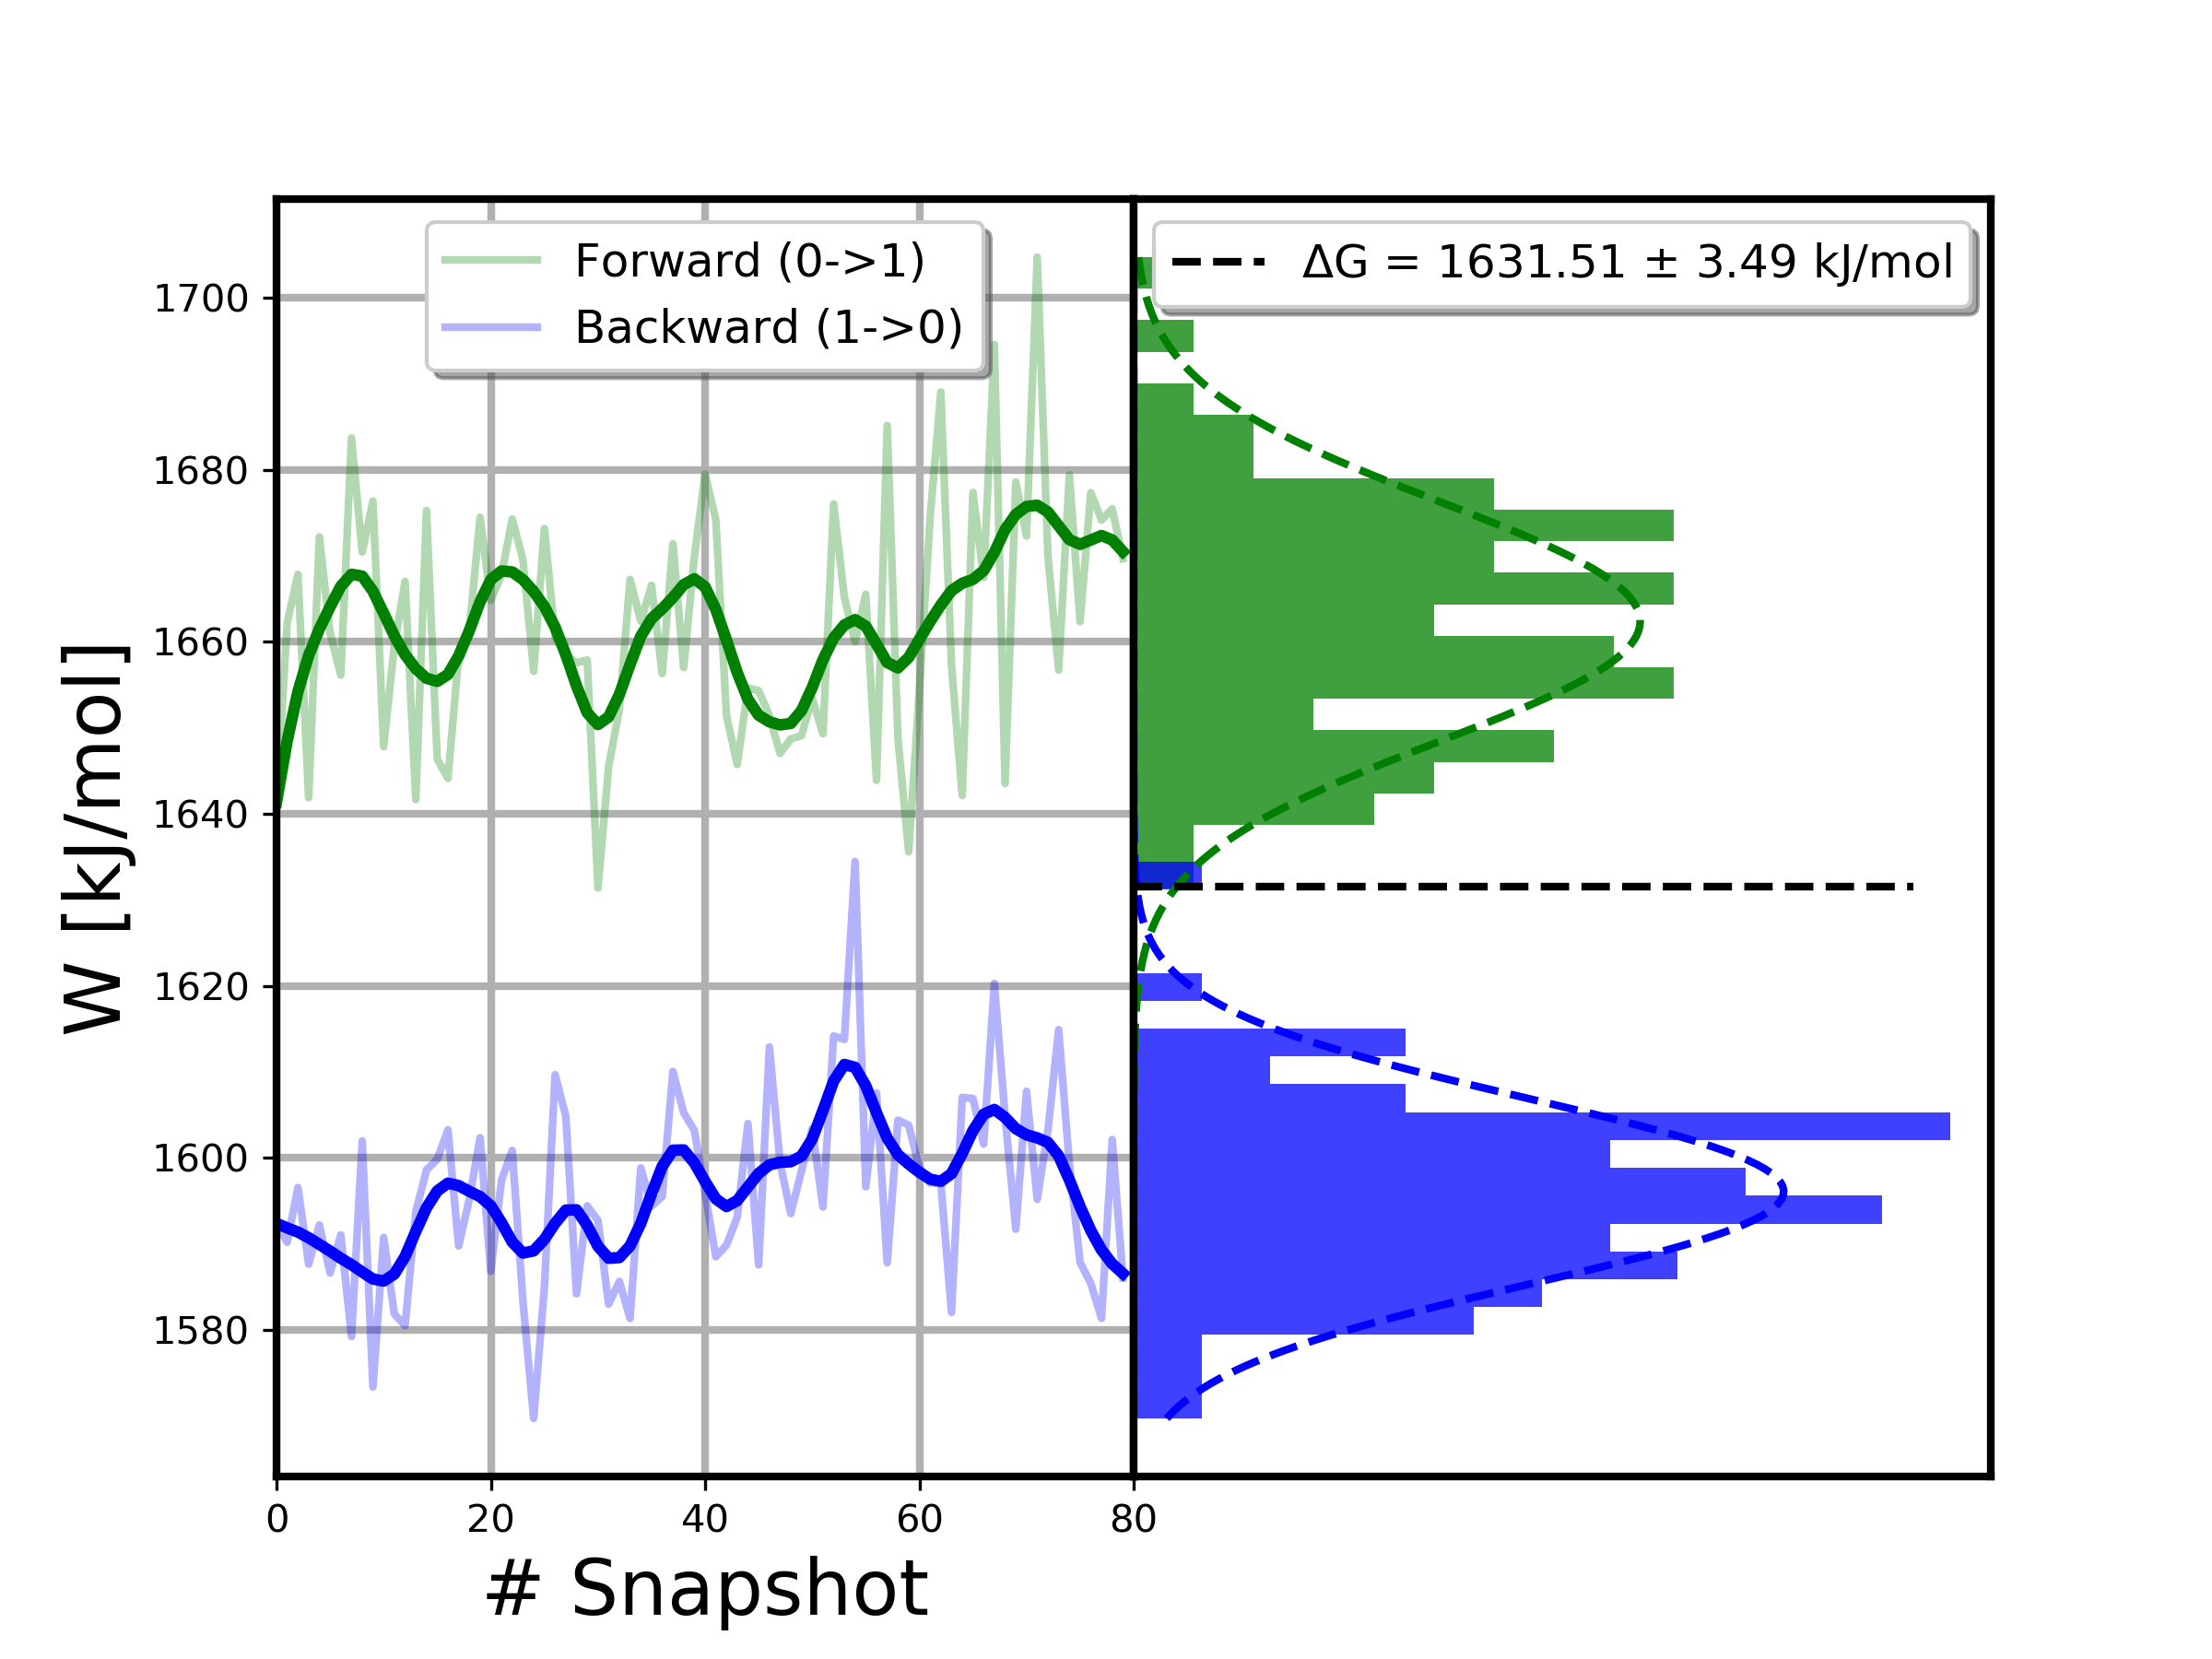 Forward (0->1)
Backward (1->0)
ΔG = 1631.51 ± 3.49 kJ/mol
W [kJ/mol]
1700
1680
1660
1640
1620
1600
1580
0 20 40 60 80
# Snapshot